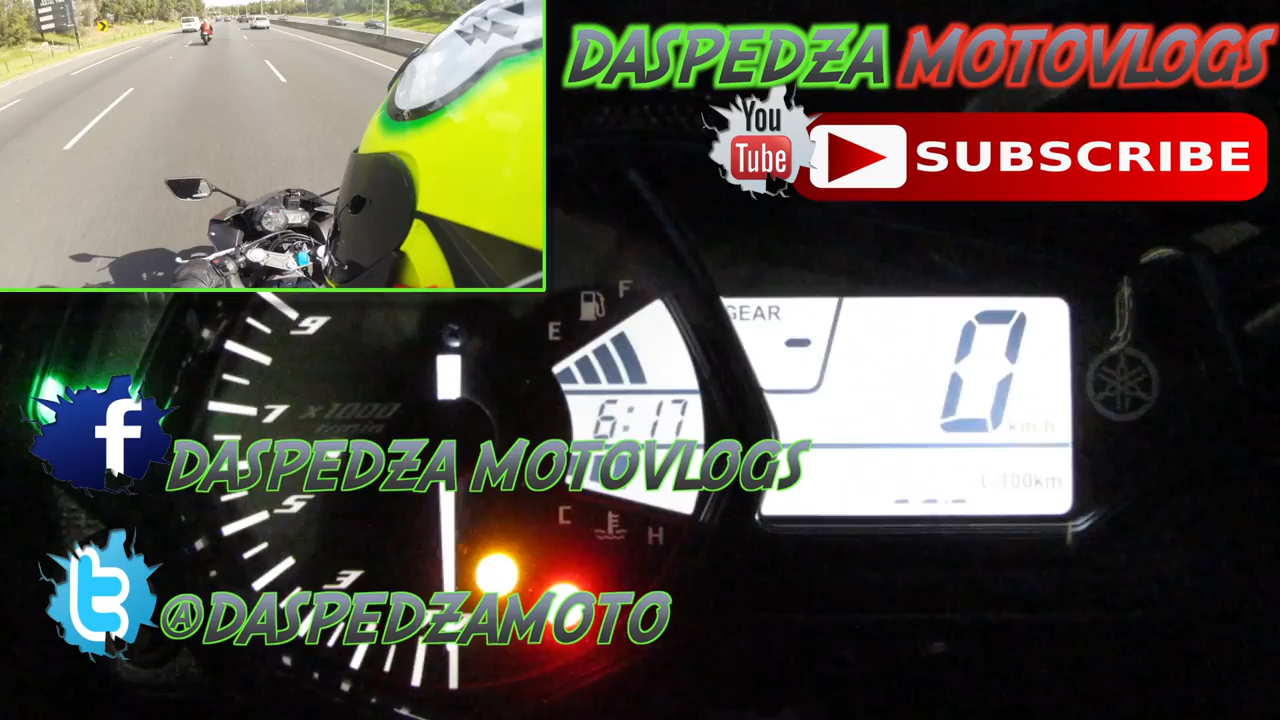 DASPEDZA MOTOVLOGS
You
Tube
SUBSCRIBE
F
E
GEAR
-
9
0
7
x1000
r/min
6:17
km/h
f DASPEDZA MOTOVLOGS
L/100km
5
C
H
3
t @DASPEDZAMOTO